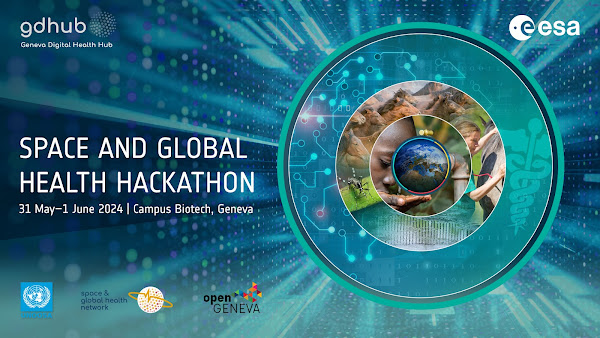 gdhub
Geneva Digital Health Hub
esa
SPACE AND GLOBAL
HEALTH HACKATHON
31 May–1 June 2024 | Campus Biotech, Geneva
space &
global health
network
open
GENEVA